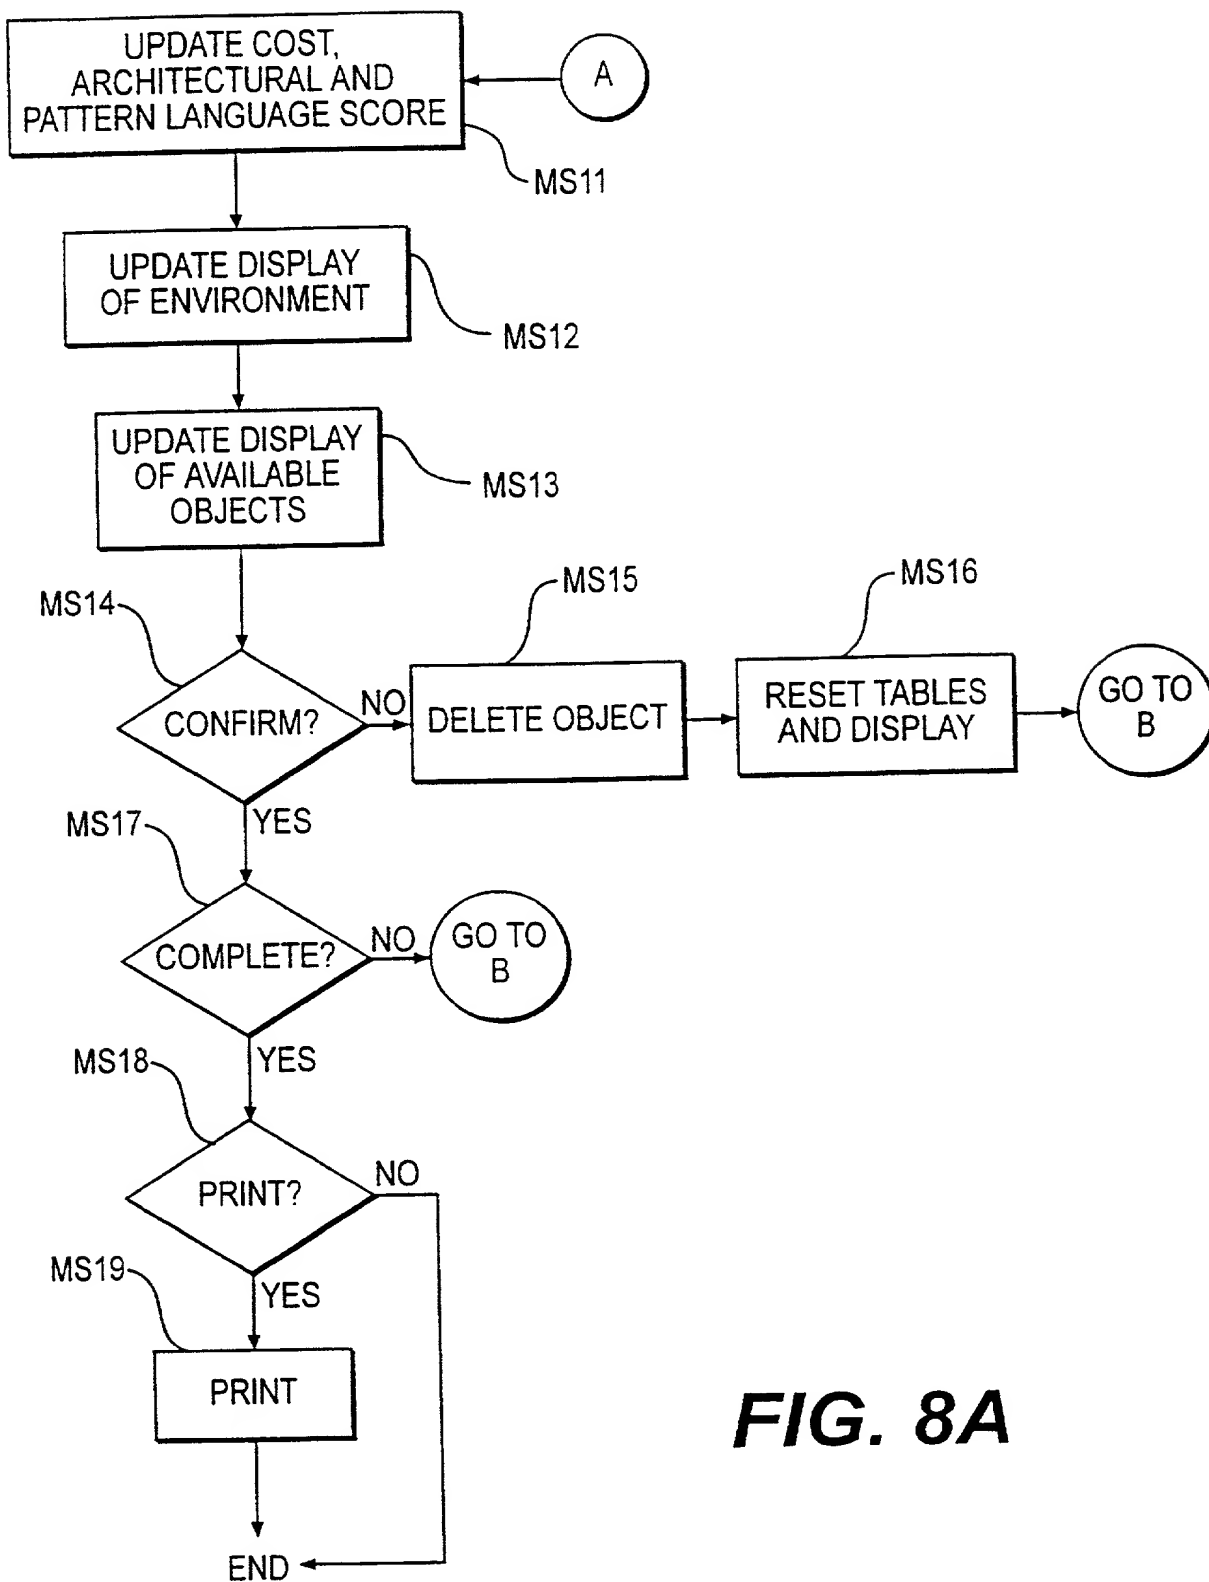 UPDATE COST,
ARCHITECTURAL AND
PATTERN LANGUAGE SCORE
A
MS11
UPDATE DISPLAY
OF ENVIRONMENT
MS12
UPDATE DISPLAY
OF AVAILABLE
OBJECTS
MS13
MS14
CONFIRM?
NO
MS15
DELETE OBJECT
MS16
RESET TABLES
AND DISPLAY
GO TO
B
YES
MS17
COMPLETE?
NO
GO TO
B
YES
MS18
PRINT?
NO
YES
MS19
PRINT
END
FIG. 8A